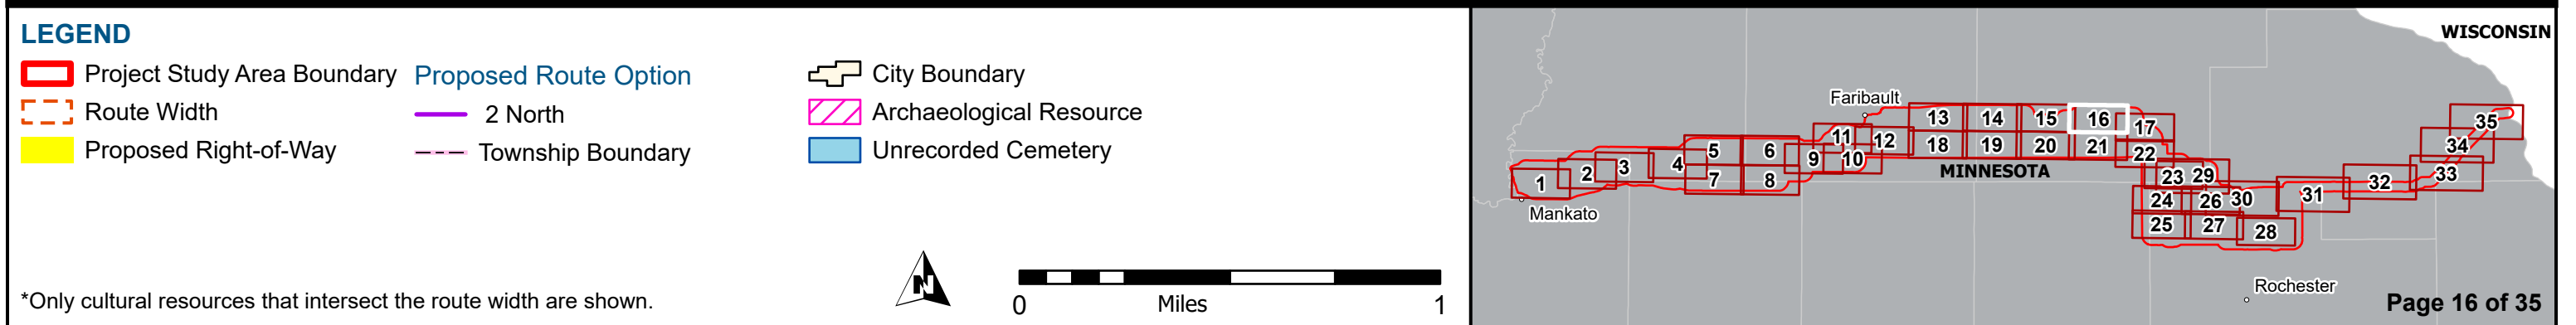 LEGEND
Project Study Area Boundary
Route Width
Proposed Right-of-Way
Proposed Route Option
2 North
Township Boundary
City Boundary
Archaeological Resource
Unrecorded Cemetery
*Only cultural resources that intersect the route width are shown.
N
0 Miles 1
WISCONSIN
Faribault
13 14 15 16 17
11 12
18 19 20 21 22
5 6 9 10
MINNESOTA
1 2 3 4 7 8
23 29
24 26 30
25 27 28
31 32 33 34 35
Mankato
Rochester
Page 16 of 35